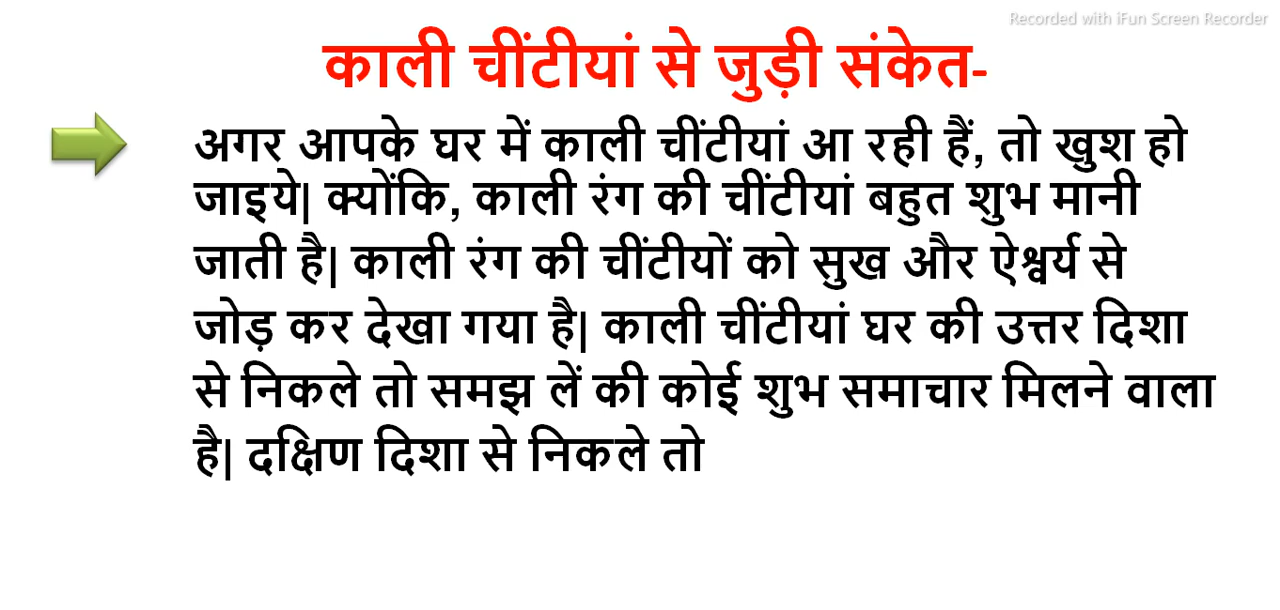 Recorded with iFun Screen Recorder
काली चींटीयां से जुड़ी संकेत-
अगर आपके घर में काली चींटीयां आ रही हैं, तो खुश हो
जाइये| क्योंकि, काली रंग की चींटीयां बहुत शुभ मानी
जाती है| काली रंग की चींटीयों को सुख और ऐश्वर्य से
जोड़ कर देखा गया है| काली चींटीयां घर की उत्तर दिशा
से निकले तो समझ लें की कोई शुभ समाचार मिलने वाला
है| दक्षिण दिशा से निकले तो